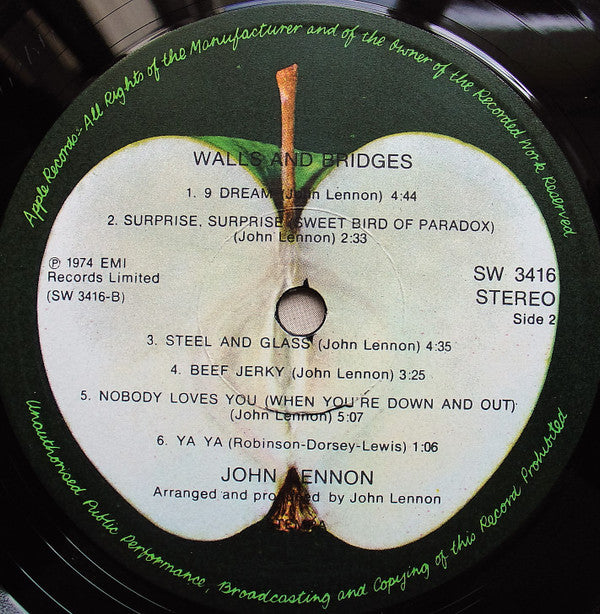 Apple Records - All Rights of the Manufacturer and of the Owner of the Recorded Work Reserved
WALLS AND BRIDGES
1. 9 DREAM (John Lennon) 4:44
2. SURPRISE, SURPRISE (SWEET BIRD OF PARADOX)
(John Lennon) 2:33
℗ 1974 EMI
Records Limited
(SW 3416-B)
SW 3416
STEREO
Side 2
3. STEEL AND GLASS (John Lennon) 4:35
4. BEEF JERKY (John Lennon) 3:25
5. NOBODY LOVES YOU (WHEN YOU'RE DOWN AND OUT)
(John Lennon) 5:07
6. YA YA (Robinson-Dorsey-Lewis) 1:06
JOHN LENNON
Arranged and produced by John Lennon
Unauthorised Public Performance, Broadcasting and Copying of this Record Prohibited